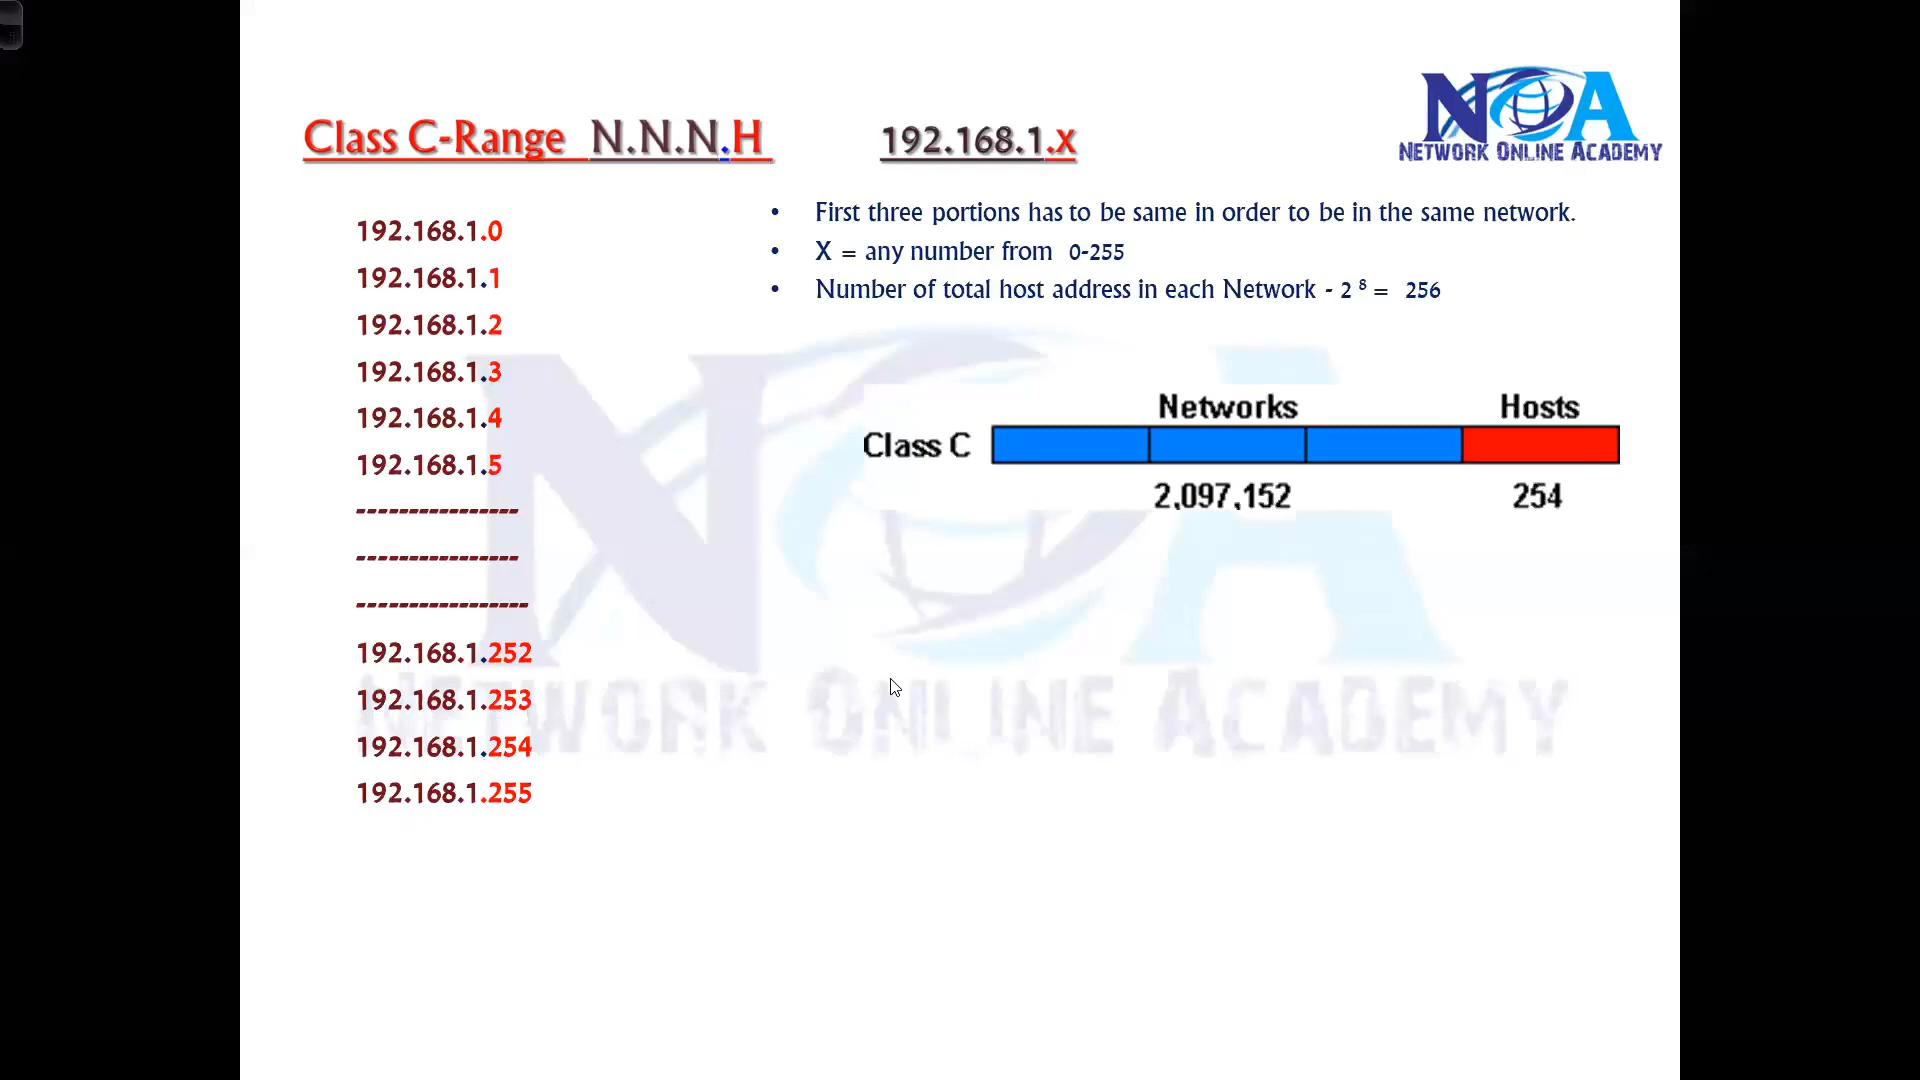 Class C-Range N.N.N.H
192.168.1.x
NOA
NETWORK ONLINE ACADEMY
192.168.1.0
192.168.1.1
192.168.1.2
192.168.1.3
192.168.1.4
192.168.1.5
----------------
----------------
-----------------
192.168.1.252
192.168.1.253
192.168.1.254
192.168.1.255
• First three portions has to be same in order to be in the same network.
• X = any number from 0-255
• Number of total host address in each Network - 2 ⁸ = 256
Networks Hosts
Class C
2,097,152 254
NOA
NETWORK ONLINE ACADEMY